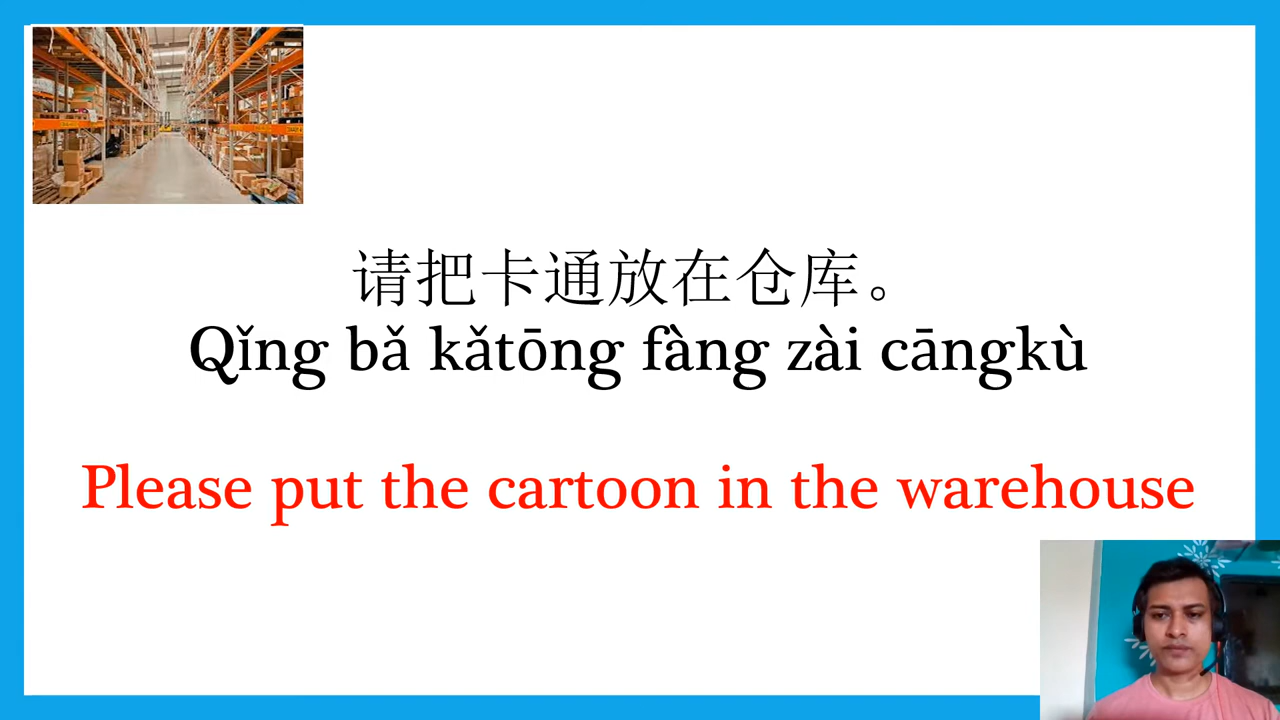 请把卡通放在仓库。
Qǐng bǎ kǎtōng fàng zài cāngkù
Please put the cartoon in the warehouse